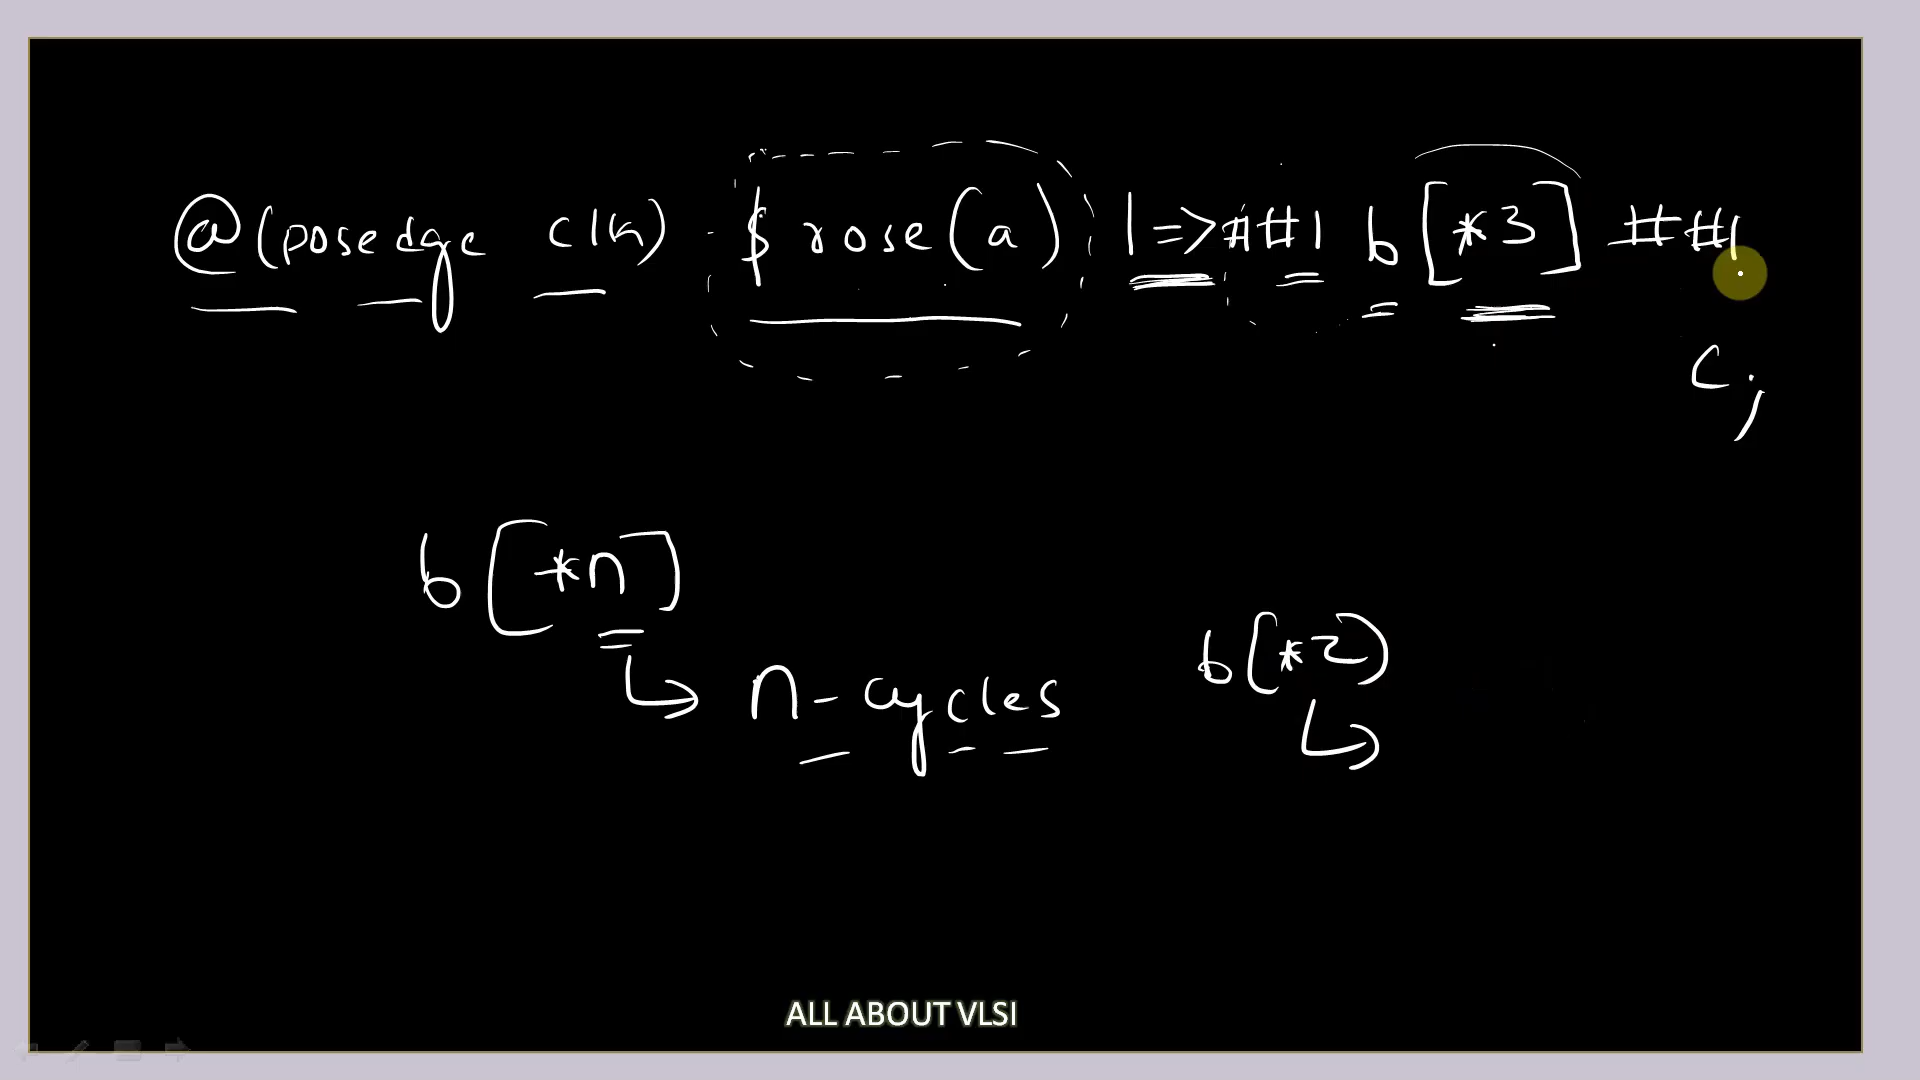 @(posedge clk) $rose(a) |=>##1 b[*3] ##1
c;
b[*n]
b[*2)
n-cycles
ALL ABOUT VLSI